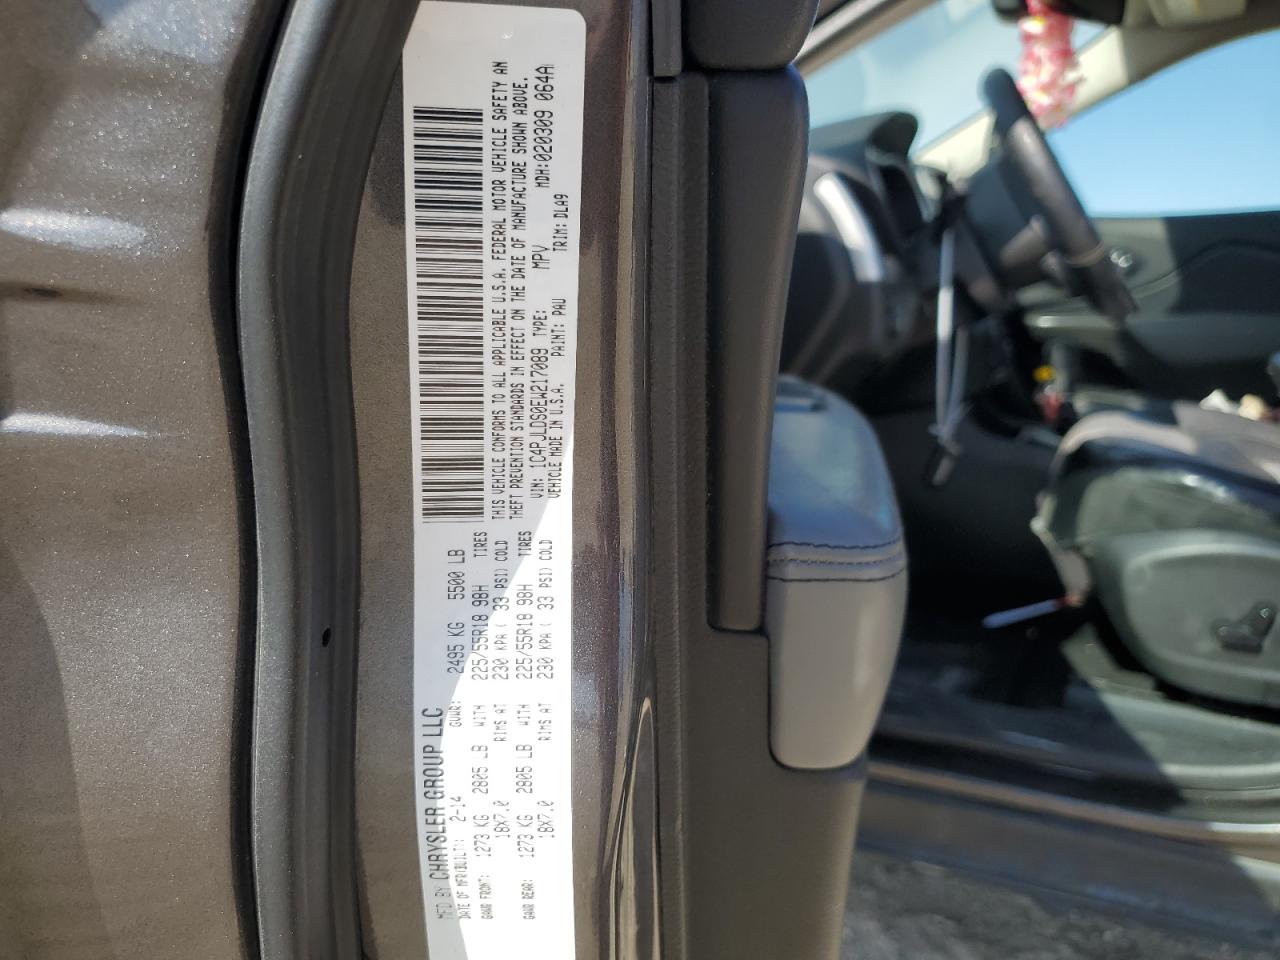 MFD BY CHRYSLER GROUP LLC
DATE OF MFR(BUILT): 2-14 GVWR: 2495 KG 5500 LB
GAWR FRONT: 1273 KG 2805 LB WITH 225/55R18 98H TIRES
18X7.0 RIMS AT 230 KPA ( 33 PSI) COLD
GAWR REAR: 1273 KG 2805 LB WITH 225/55R18 98H TIRES
18X7.0 RIMS AT 230 KPA ( 33 PSI) COLD
THIS VEHICLE CONFORMS TO ALL APPLICABLE U.S.A. FEDERAL MOTOR VEHICLE SAFETY AN
THEFT PREVENTION STANDARDS IN EFFECT ON THE DATE OF MANUFACTURE SHOWN ABOVE.
VIN: 1C4PJLDS0EW217089 TYPE: MPV MDH:020309 064A
VEHICLE MADE IN U.S.A. PAINT: PAU TRIM: DLA9